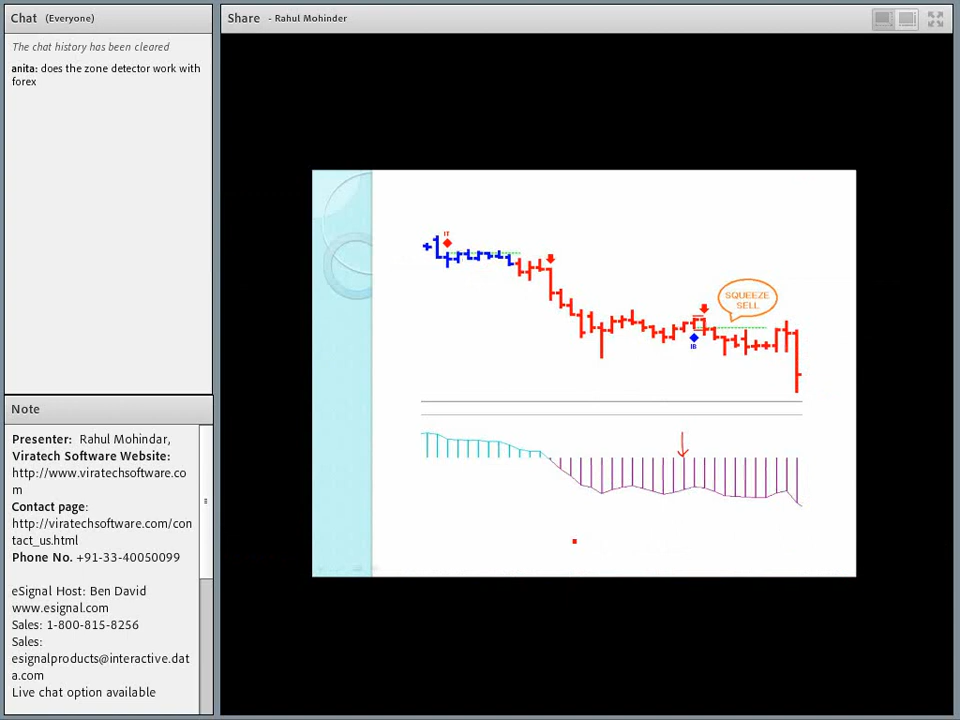 Chat (Everyone)
The chat history has been cleared
anita: does the zone detector work with
forex
Note
Presenter: Rahul Mohindar,
Viratech Software Website:
http://www.viratechsoftware.co
m
Contact page:
http://viratechsoftware.com/con
tact_us.html
Phone No. +91-33-40050099
eSignal Host: Ben David
www.esignal.com
Sales: 1-800-815-8256
Sales:
esignalproducts@interactive.dat
a.com
Live chat option available
Share - Rahul Mohinder
IT
SQUEEZE
SELL
IB